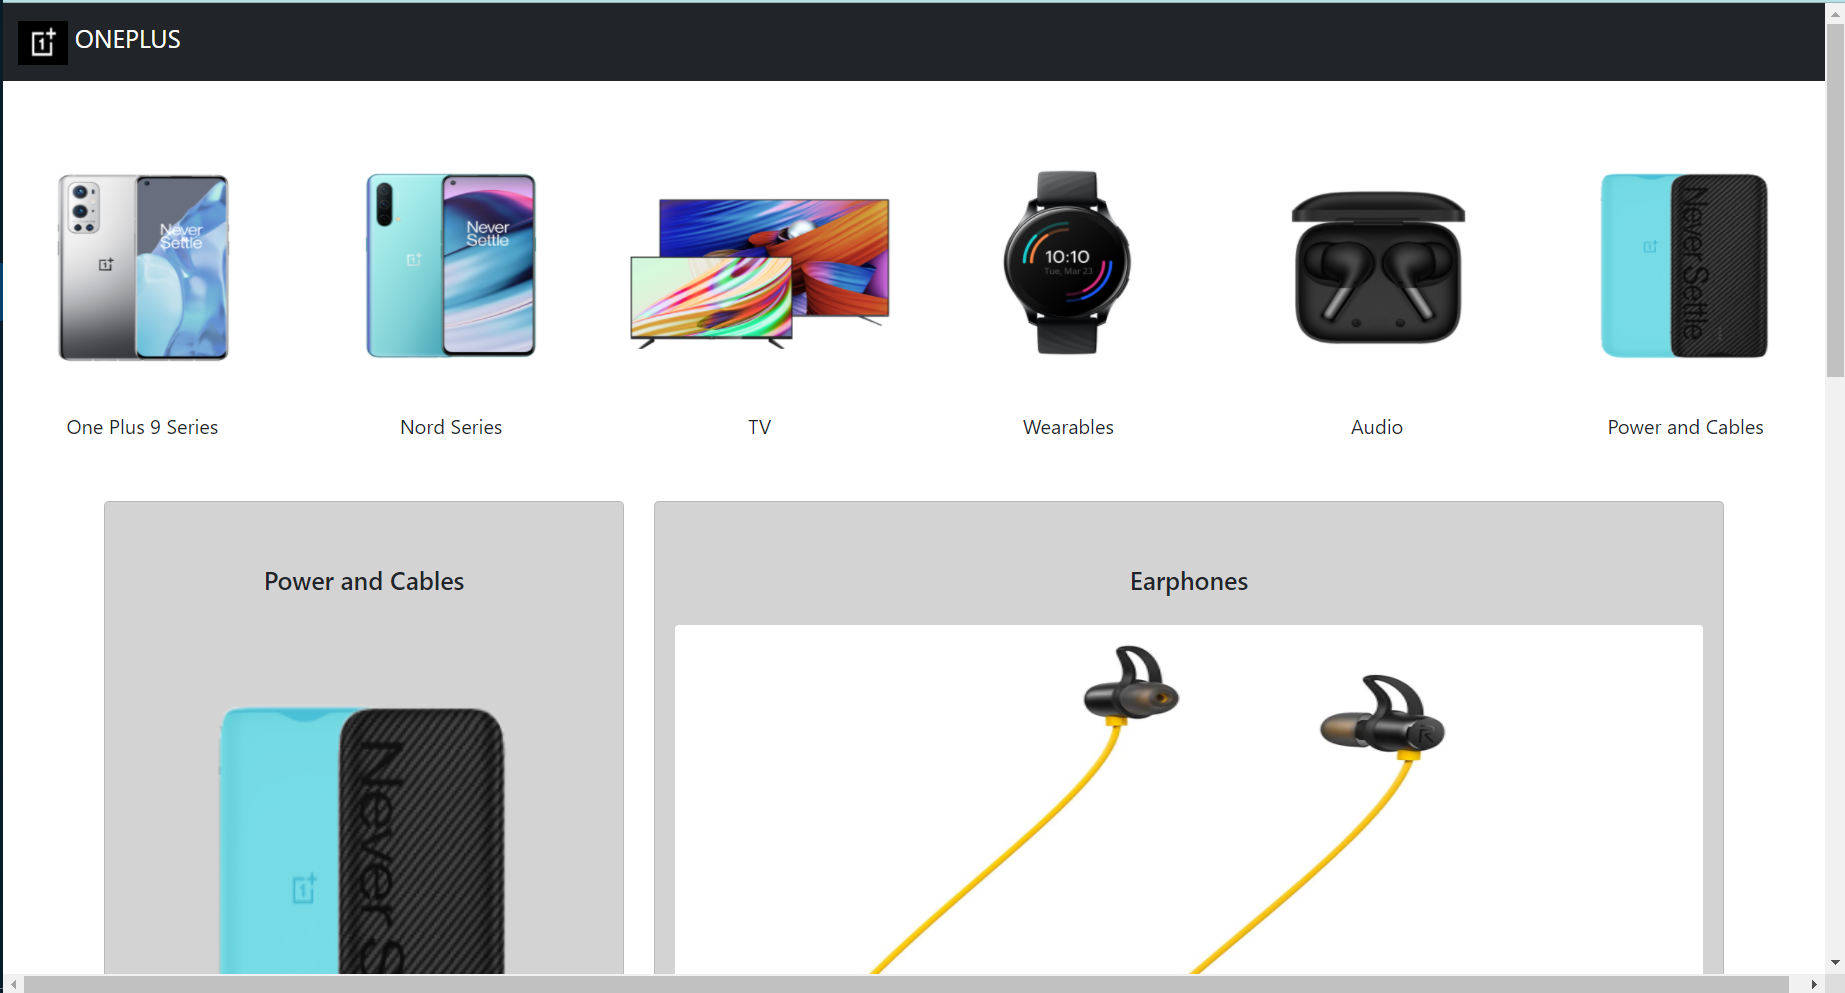 ONEPLUS
Never
Settle
Never
Settle
10:10
Tue, Mar 23
Never Settle
One Plus 9 Series
Nord Series
TV
Wearables
Audio
Power and Cables
Power and Cables
Earphones
Never S